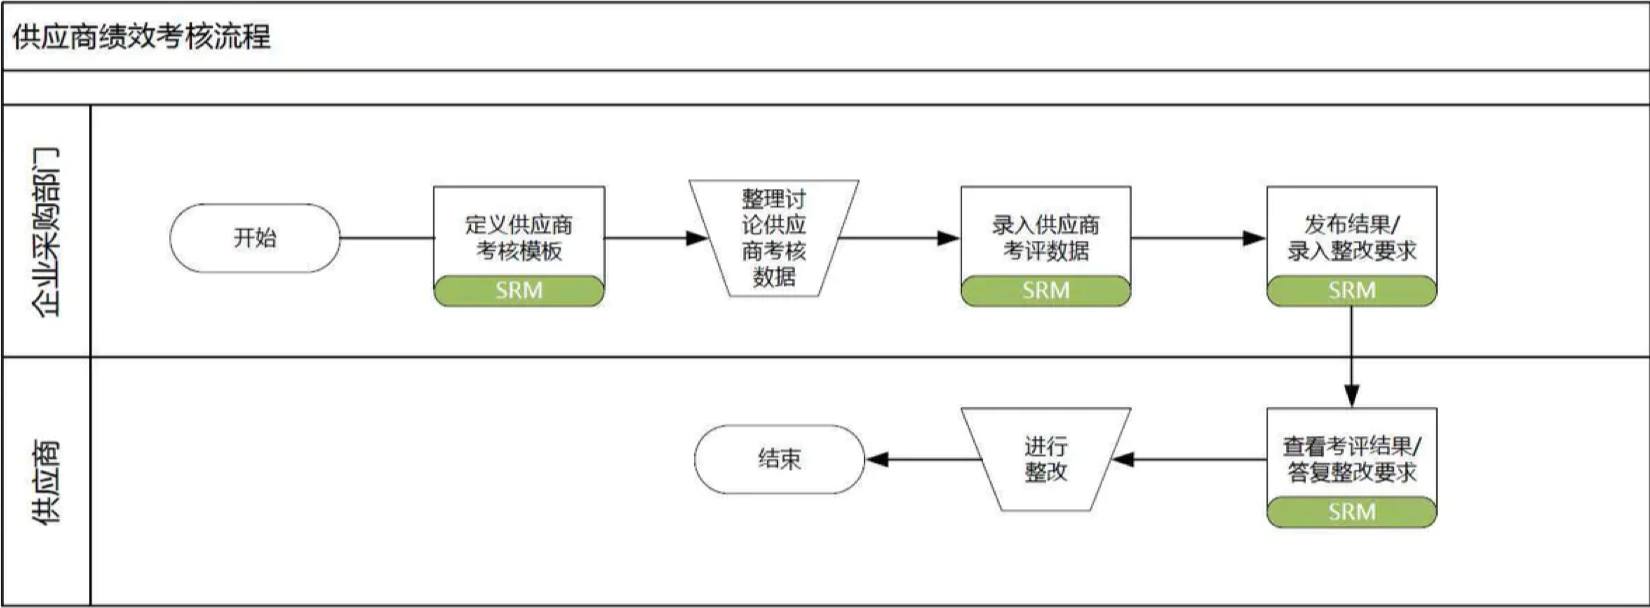 供应商绩效考核流程
企业采购部门
开始
定义供应商
考核模板
SRM
整理讨
论供应
商考核
数据
录入供应商
考评数据
SRM
发布结果/
录入整改要求
SRM
供应商
结束
进行
整改
查看考评结果/
答复整改要求
SRM